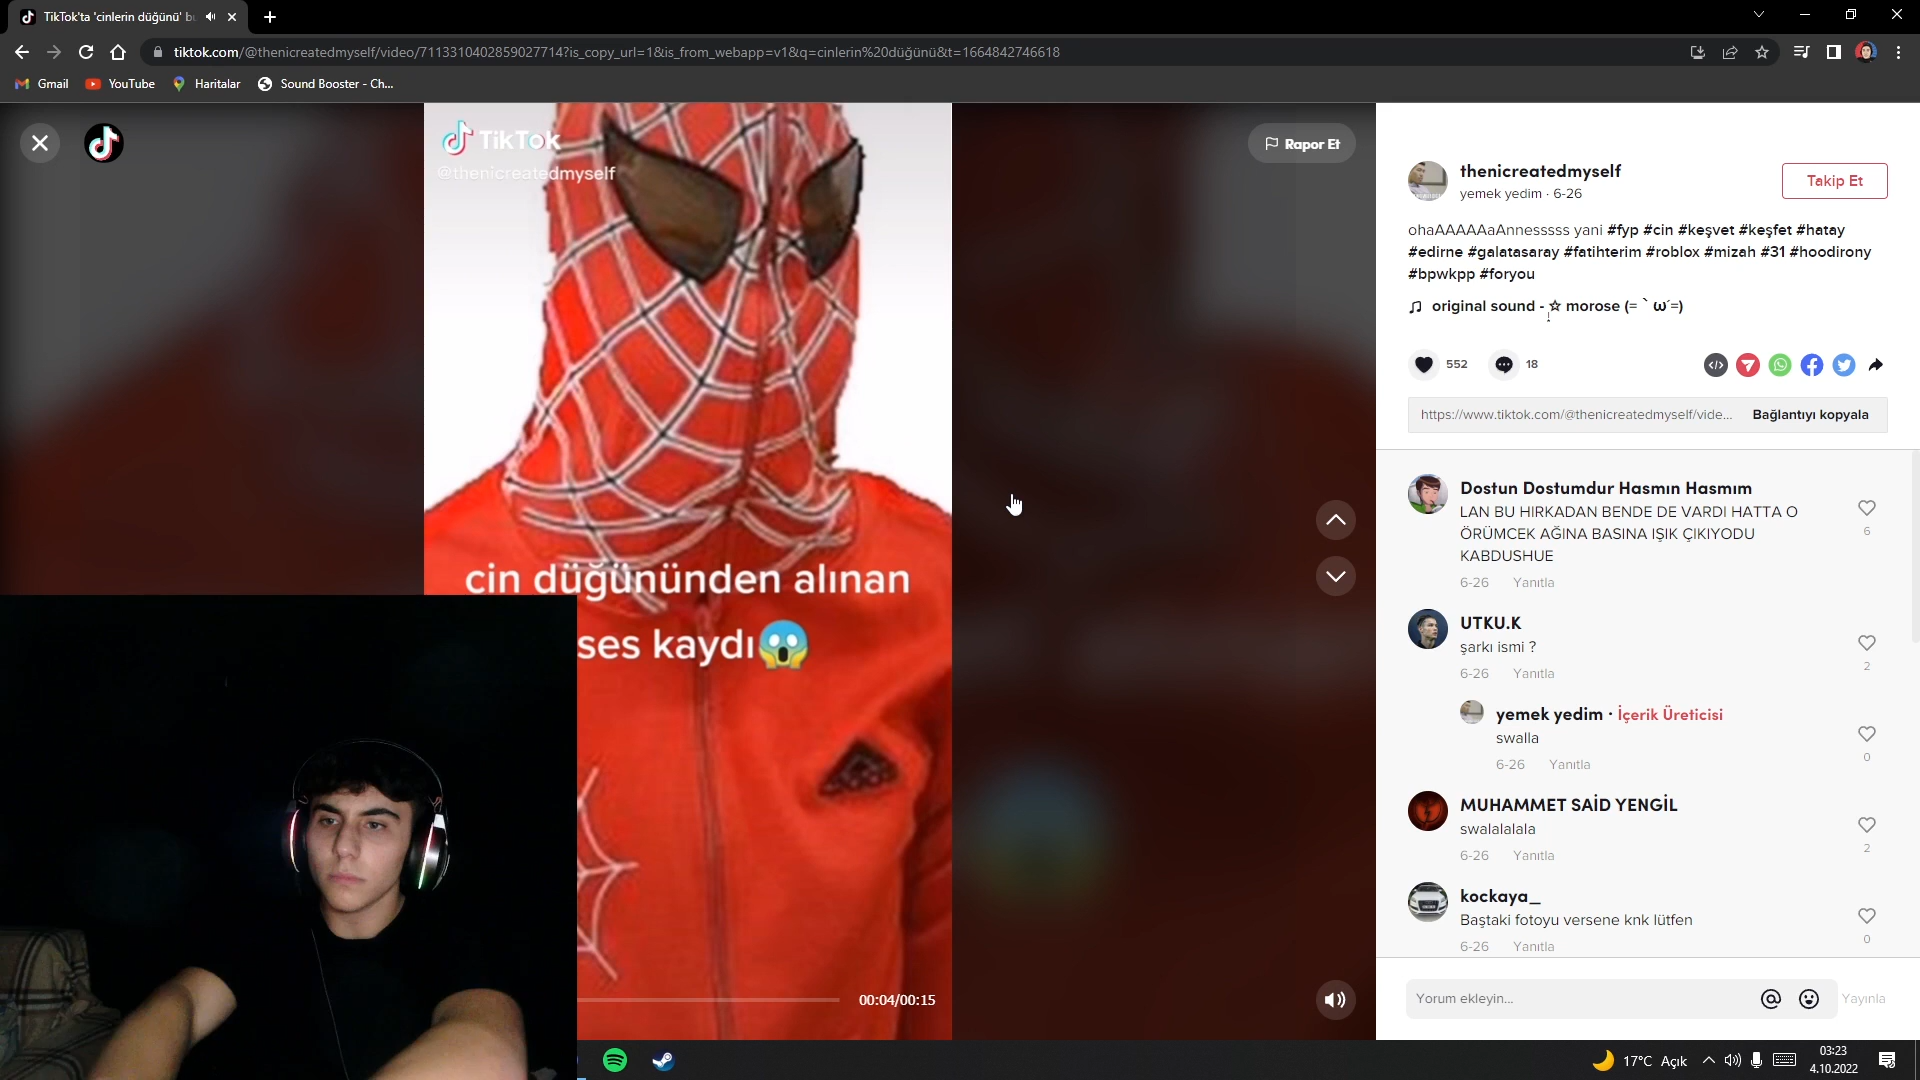 TikTok'ta 'cinlerin düğünü' bu
tiktok.com/@thenicreatedmyself/video/7113310402859027714?is_copy_url=1&is_from_webapp=v1&q=cinlerin%20düğünü&t=1664842746618
Gmail
YouTube
Haritalar
Sound Booster - Ch...
TikTok
@thenicreatedmyself
Rapor Et
cin düğününden alınan
ses kaydı😱
00:04/00:15
thenicreatedmyself
yemek yedim · 6-26
Takip Et
ohaAAAAAaAnnesssss yani #fyp #cin #keşvet #keşfet #hatay
#edirne #galatasaray #fatihterim #roblox #mizah #31 #hoodirony
#bpwkpp #foryou
original sound - ☆ morose (=｀ω´=)
552
18
https://www.tiktok.com/@thenicreatedmyself/vide...
Bağlantıyı kopyala
Dostun Dostumdur Hasmın Hasmım
LAN BU HIRKADAN BENDE DE VARDI HATTA O
ÖRÜMCEK AĞINA BASINA IŞIK ÇIKIYODU
KABDUSHUE
6
6-26 Yanıtla
UTKU.K
şarkı ismi ?
2
6-26 Yanıtla
yemek yedim · İçerik Üreticisi
swalla
0
6-26 Yanıtla
MUHAMMET SAİD YENGİL
swalalalala
2
6-26 Yanıtla
kockaya_
Baştaki fotoyu versene knk lütfen
0
6-26 Yanıtla
Yorum ekleyin...
Yayınla
17°C Açık
03:23
4.10.2022